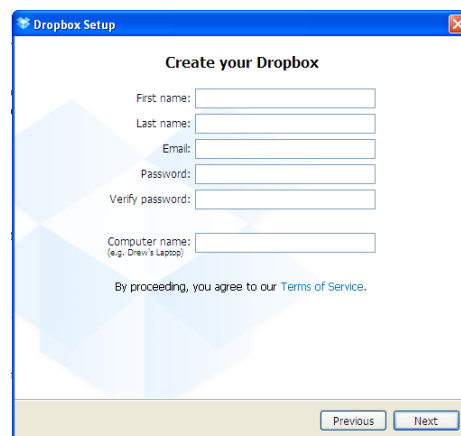 Dropbox Setup
Create your Dropbox
First name:
Last name:
Email:
Password:
Verify password:
Computer name:
(e.g. Drew's Laptop)
By proceeding, you agree to our Terms of Service.
Previous Next